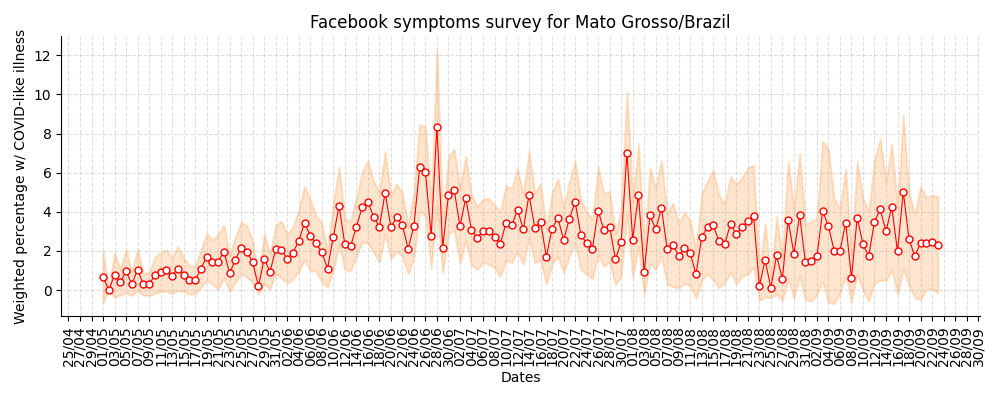 Facebook symptoms survey for Mato Grosso/Brazil
Weighted percentage w/ COVID-like illness
12
10
8
6
4
2
0
25/04 27/04 29/04 01/05 03/05 05/05 07/05 09/05 11/05 13/05 15/05 17/05 19/05 21/05 23/05 25/05 27/05 29/05 31/05 02/06 04/06 06/06 08/06 10/06 12/06 14/06 16/06 18/06 20/06 22/06 24/06 26/06 28/06 30/06 02/07 04/07 06/07 08/07 10/07 12/07 14/07 16/07 18/07 20/07 22/07 24/07 26/07 28/07 30/07 01/08 03/08 05/08 07/08 09/08 11/08 13/08 15/08 17/08 19/08 21/08 23/08 25/08 27/08 29/08 31/08 02/09 04/09 06/09 08/09 10/09 12/09 14/09 16/09 18/09 20/09 22/09 24/09 26/09 28/09 30/09
Dates